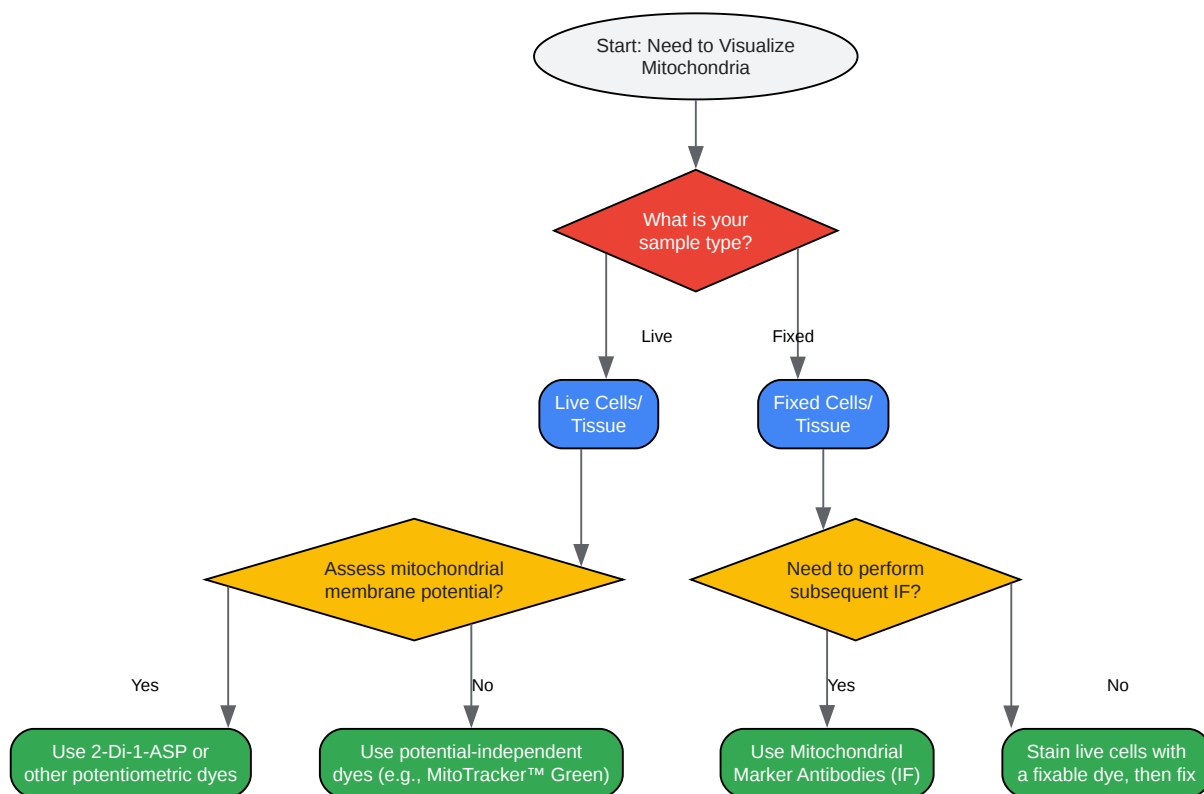 Start: Need to Visualize
Mitochondria
What is your
sample type?
Live
Fixed
Live Cells/
Tissue
Fixed Cells/
Tissue
Assess mitochondrial
membrane potential?
Need to perform
subsequent IF?
Yes
No
Yes
No
Use 2-Di-1-ASP or
other potentiometric dyes
Use potential-independent
dyes (e.g., MitoTracker™ Green)
Use Mitochondrial
Marker Antibodies (IF)
Stain live cells with
a fixable dye, then fix